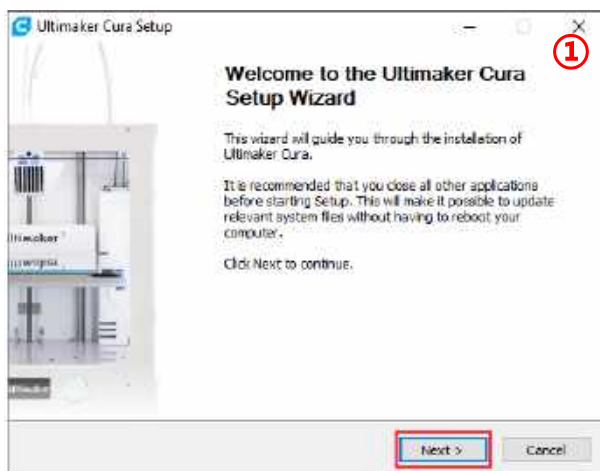 Ultimaker Cura Setup
①
Welcome to the Ultimaker Cura
Setup Wizard
This wizard will guide you through the installation of
Ultimaker Cura.
It is recommended that you close all other applications
before starting Setup. This will make it possible to update
relevant system files without having to reboot your
computer.
Click Next to continue.
Ultimaker
Next >
Cancel